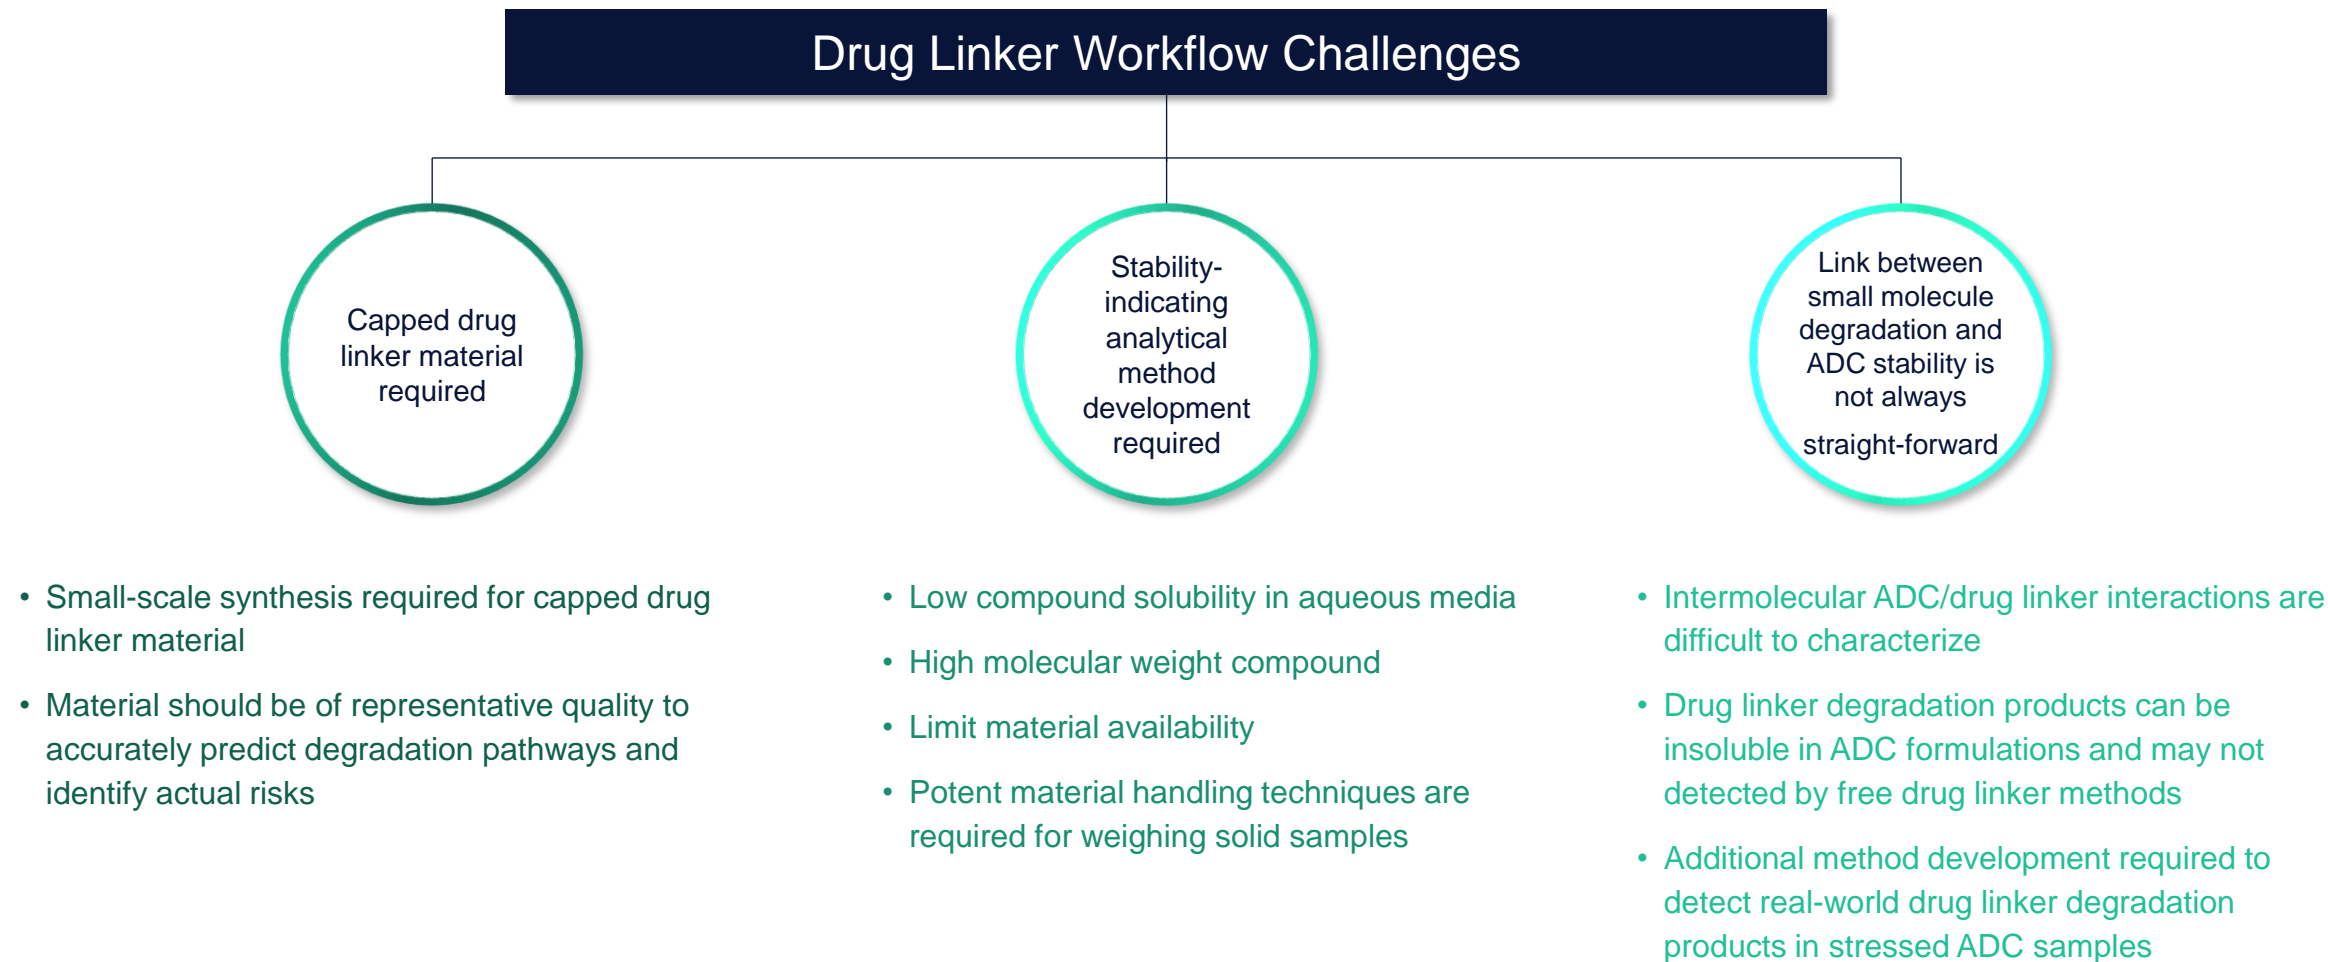 Drug Linker Workflow Challenges
Capped drug
linker material
required
Stability-
indicating
analytical
method
development
required
Link between
small molecule
degradation and
ADC stability is
not always
straight-forward
• Small-scale synthesis required for capped drug
linker material
• Material should be of representative quality to
accurately predict degradation pathways and
identify actual risks
• Low compound solubility in aqueous media
• High molecular weight compound
• Limit material availability
• Potent material handling techniques are
required for weighing solid samples
• Intermolecular ADC/drug linker interactions are
difficult to characterize
• Drug linker degradation products can be
insoluble in ADC formulations and may not
detected by free drug linker methods
• Additional method development required to
detect real-world drug linker degradation
products in stressed ADC samples